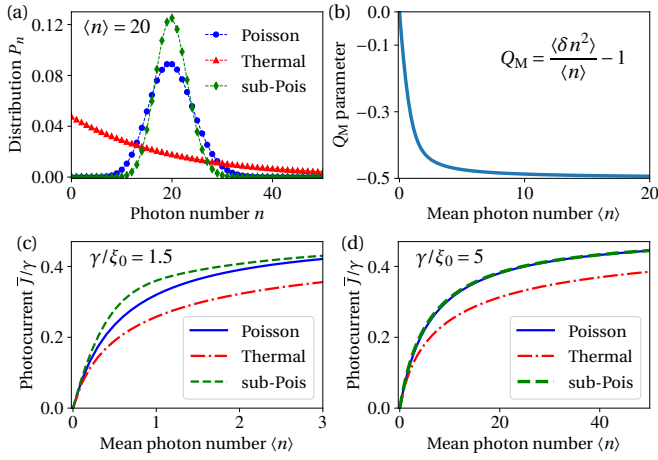 (a)
⟨n⟩ = 20
Poisson
Thermal
sub-Pois
Distribution Pₙ
0.12
0.08
0.04
0.00
0 20 40
Photon number n
(b)
Q_M = ⟨δn²⟩/⟨n⟩ − 1
Q_M parameter
-0.0
-0.1
-0.3
-0.5
0 10 20
Mean photon number ⟨n⟩
(c)
γ/ξ₀ = 1.5
Poisson
Thermal
sub-Pois
Photocurrent J̄/γ
0.4
0.2
0.0
0 1 2 3
Mean photon number ⟨n⟩
(d)
γ/ξ₀ = 5
Poisson
Thermal
sub-Pois
Photocurrent J̄/γ
0.4
0.2
0.0
0 20 40
Mean photon number ⟨n⟩